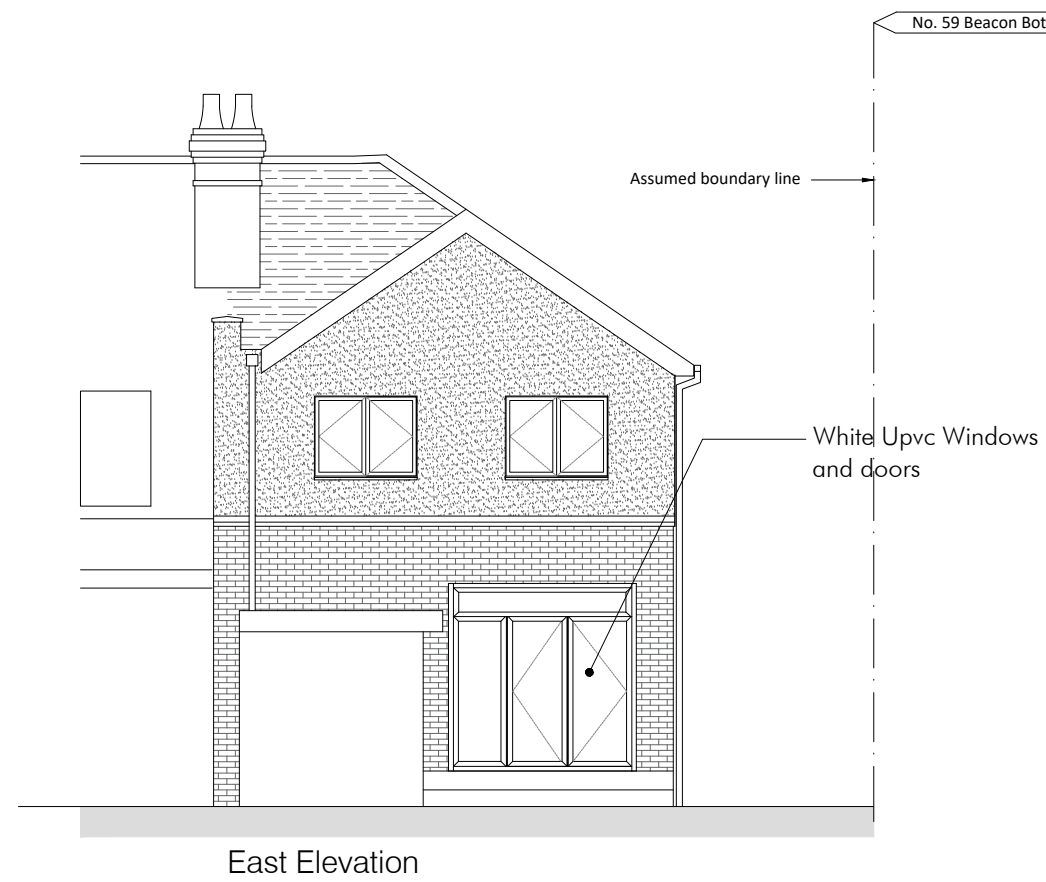 No. 59 Beacon Bot
Assumed boundary line
White Upvc Windows
and doors
East Elevation